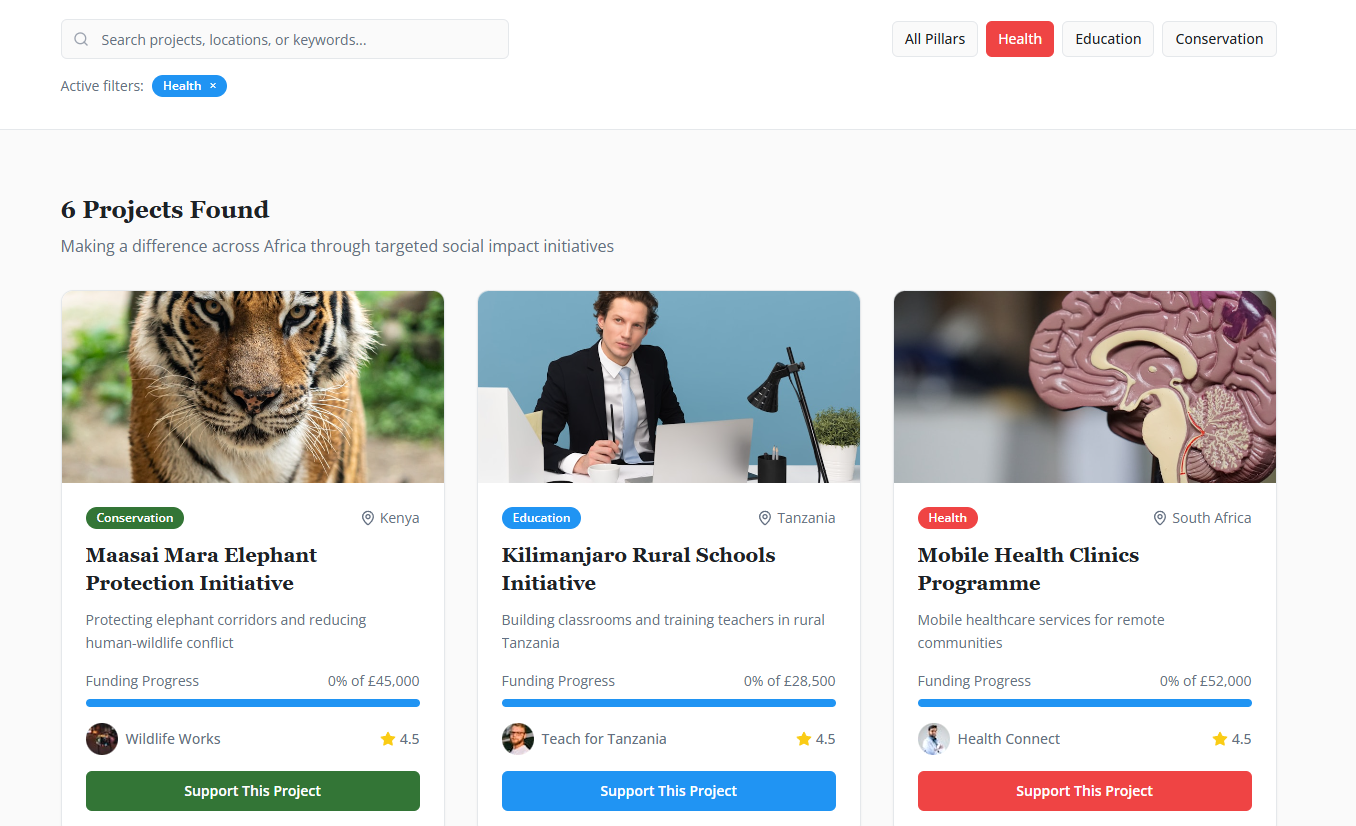 Search projects, locations, or keywords...
All Pillars
Health
Education
Conservation
Active filters:
Health ×
6 Projects Found
Making a difference across Africa through targeted social impact initiatives
Conservation
Kenya
Maasai Mara Elephant
Protection Initiative
Protecting elephant corridors and reducing
human-wildlife conflict
Funding Progress
0% of £45,000
Wildlife Works
4.5
Support This Project
Education
Tanzania
Kilimanjaro Rural Schools
Initiative
Building classrooms and training teachers in rural
Tanzania
Funding Progress
0% of £28,500
Teach for Tanzania
4.5
Support This Project
Health
South Africa
Mobile Health Clinics
Programme
Mobile healthcare services for remote
communities
Funding Progress
0% of £52,000
Health Connect
4.5
Support This Project